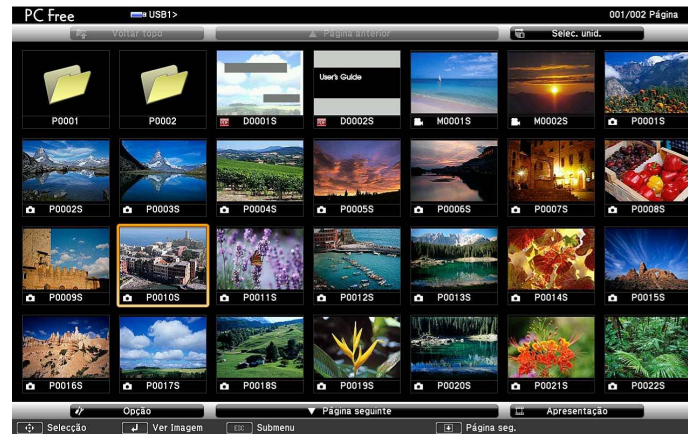 PC Free USB1> 001/002 Página
Voltar topo Página anterior Selec. unid.
User's Guide
P0001 P0002 D0001S D0002S M0001S M0002S P0001S
P0002S P0003S P0004S P0005S P0006S P0007S P0008S
P0009S P0010S P0011S P0012S P0013S P0014S P0015S
P0016S P0017S P0018S P0019S P0020S P0021S P0022S
Opção Página seguinte Apresentação
Selecção Ver Imagem ESC Submenu Página seg.